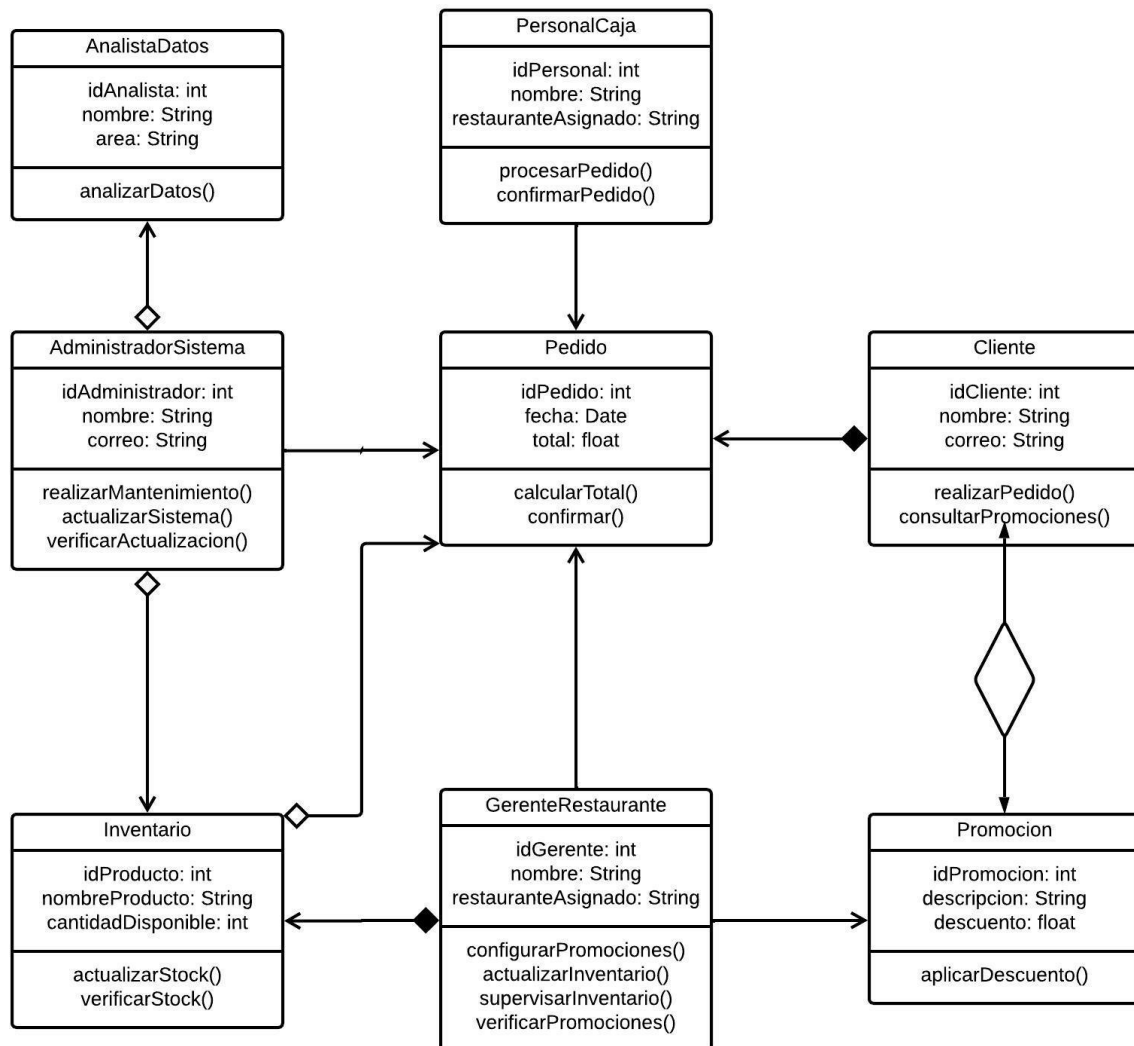 AnalistaDatos
idAnalista: int
nombre: String
area: String
analizarDatos()
PersonalCaja
idPersonal: int
nombre: String
restauranteAsignado: String
procesarPedido()
confirmarPedido()
AdministradorSistema
idAdministrador: int
nombre: String
correo: String
realizarMantenimiento()
actualizarSistema()
verificarActualizacion()
Pedido
idPedido: int
fecha: Date
total: float
calcularTotal()
confirmar()
Cliente
idCliente: int
nombre: String
correo: String
realizarPedido()
consultarPromociones()
Inventario
idProducto: int
nombreProducto: String
cantidadDisponible: int
actualizarStock()
verificarStock()
GerenteRestaurante
idGerente: int
nombre: String
restauranteAsignado: String
configurarPromociones()
actualizarInventario()
supervisarInventario()
verificarPromociones()
Promocion
idPromocion: int
descripcion: String
descuento: float
aplicarDescuento()